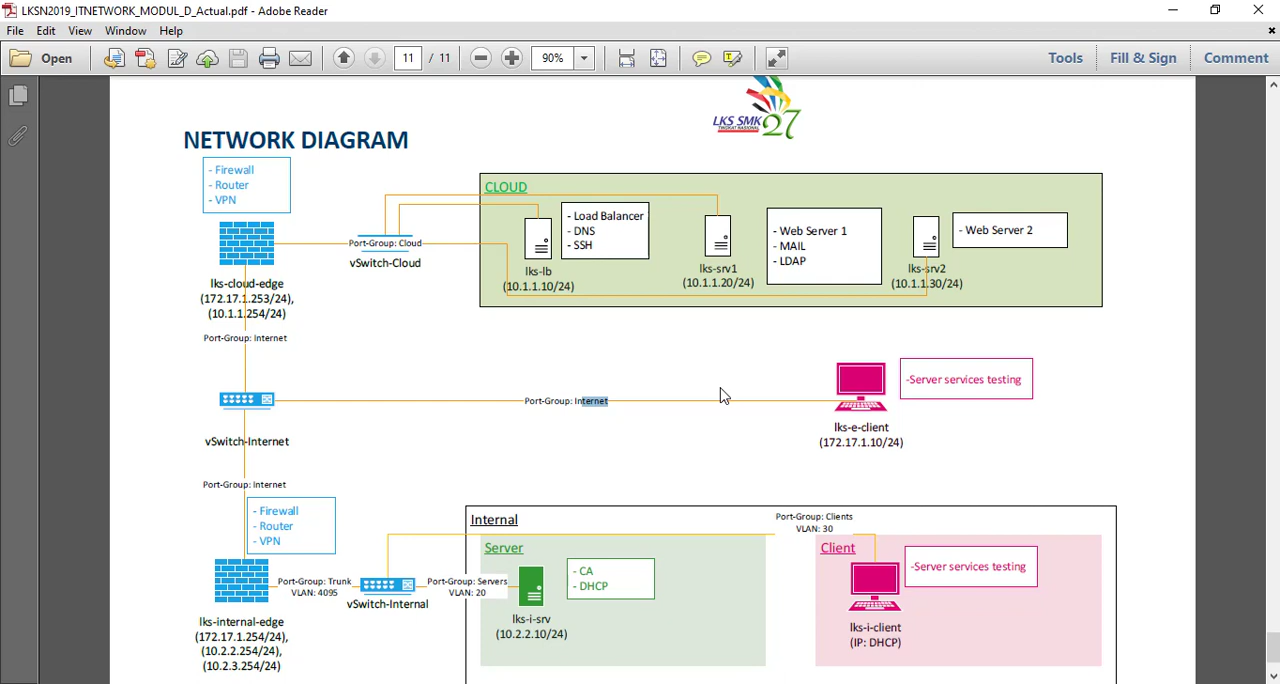 LKSN2019_ITNETWORK_MODUL_D_Actual.pdf - Adobe Reader
File Edit View Window Help
Open
11 / 11
90%
Tools
Fill & Sign
Comment
LKS SMK 27
TINGKAT NASIONAL
NETWORK DIAGRAM
- Firewall
- Router
- VPN
lks-cloud-edge
(172.17.1.253/24),
(10.1.1.254/24)
Port-Group: Cloud
vSwitch-Cloud
CLOUD
lks-lb
(10.1.1.10/24)
- Load Balancer
- DNS
- SSH
lks-srv1
(10.1.1.20/24)
- Web Server 1
- MAIL
- LDAP
lks-srv2
(10.1.1.30/24)
- Web Server 2
Port-Group: Internet
vSwitch-Internet
Port-Group: Internet
-Server services testing
lks-e-client
(172.17.1.10/24)
Port-Group: Internet
- Firewall
- Router
- VPN
lks-internal-edge
(172.17.1.254/24),
(10.2.2.254/24),
(10.2.3.254/24)
Port-Group: Trunk
VLAN: 4095
vSwitch-Internal
Port-Group: Servers
VLAN: 20
Internal
Port-Group: Clients
VLAN: 30
Server
- CA
- DHCP
lks-i-srv
(10.2.2.10/24)
Client
-Server services testing
lks-i-client
(IP: DHCP)